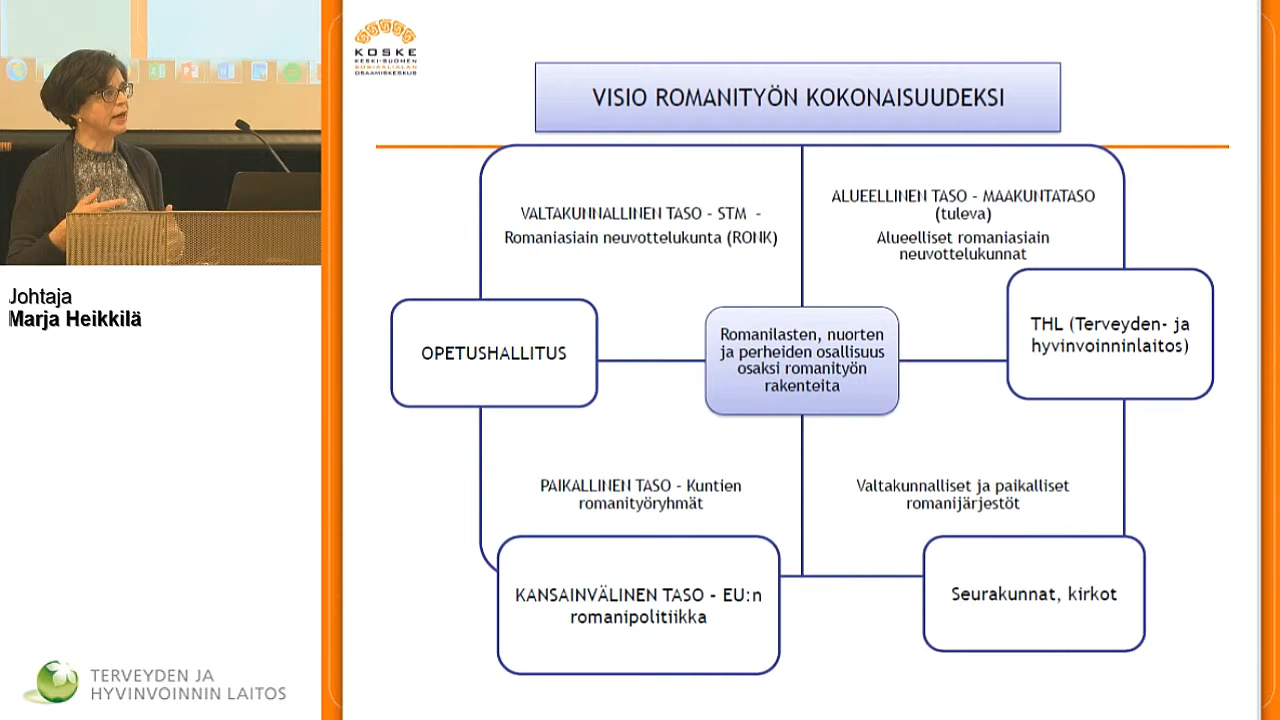 KOSKE
KESKI-SUOMEN
SOSIAALIALAN
OSAAMISKESKUS
VISIO ROMANITYÖN KOKONAISUUDEKSI
VALTAKUNNALLINEN TASO - STM -
Romaniasiain neuvottelukunta (RONK)
ALUEELLINEN TASO - MAAKUNTATASO
(tuleva)
Alueelliset romaniasiain
neuvottelukunnat
OPETUSHALLITUS
Romanilasten, nuorten
ja perheiden osallisuus
osaksi romanityön
rakenteita
THL (Terveyden- ja
hyvinvoinninlaitos)
PAIKALLINEN TASO - Kuntien
romanityöryhmät
Valtakunnalliset ja paikalliset
romanijärjestöt
KANSAINVÄLINEN TASO - EU:n
romanipolitiikka
Seurakunnat, kirkot
Johtaja
Marja Heikkilä
TERVEYDEN JA
HYVINVOINNIN LAITOS